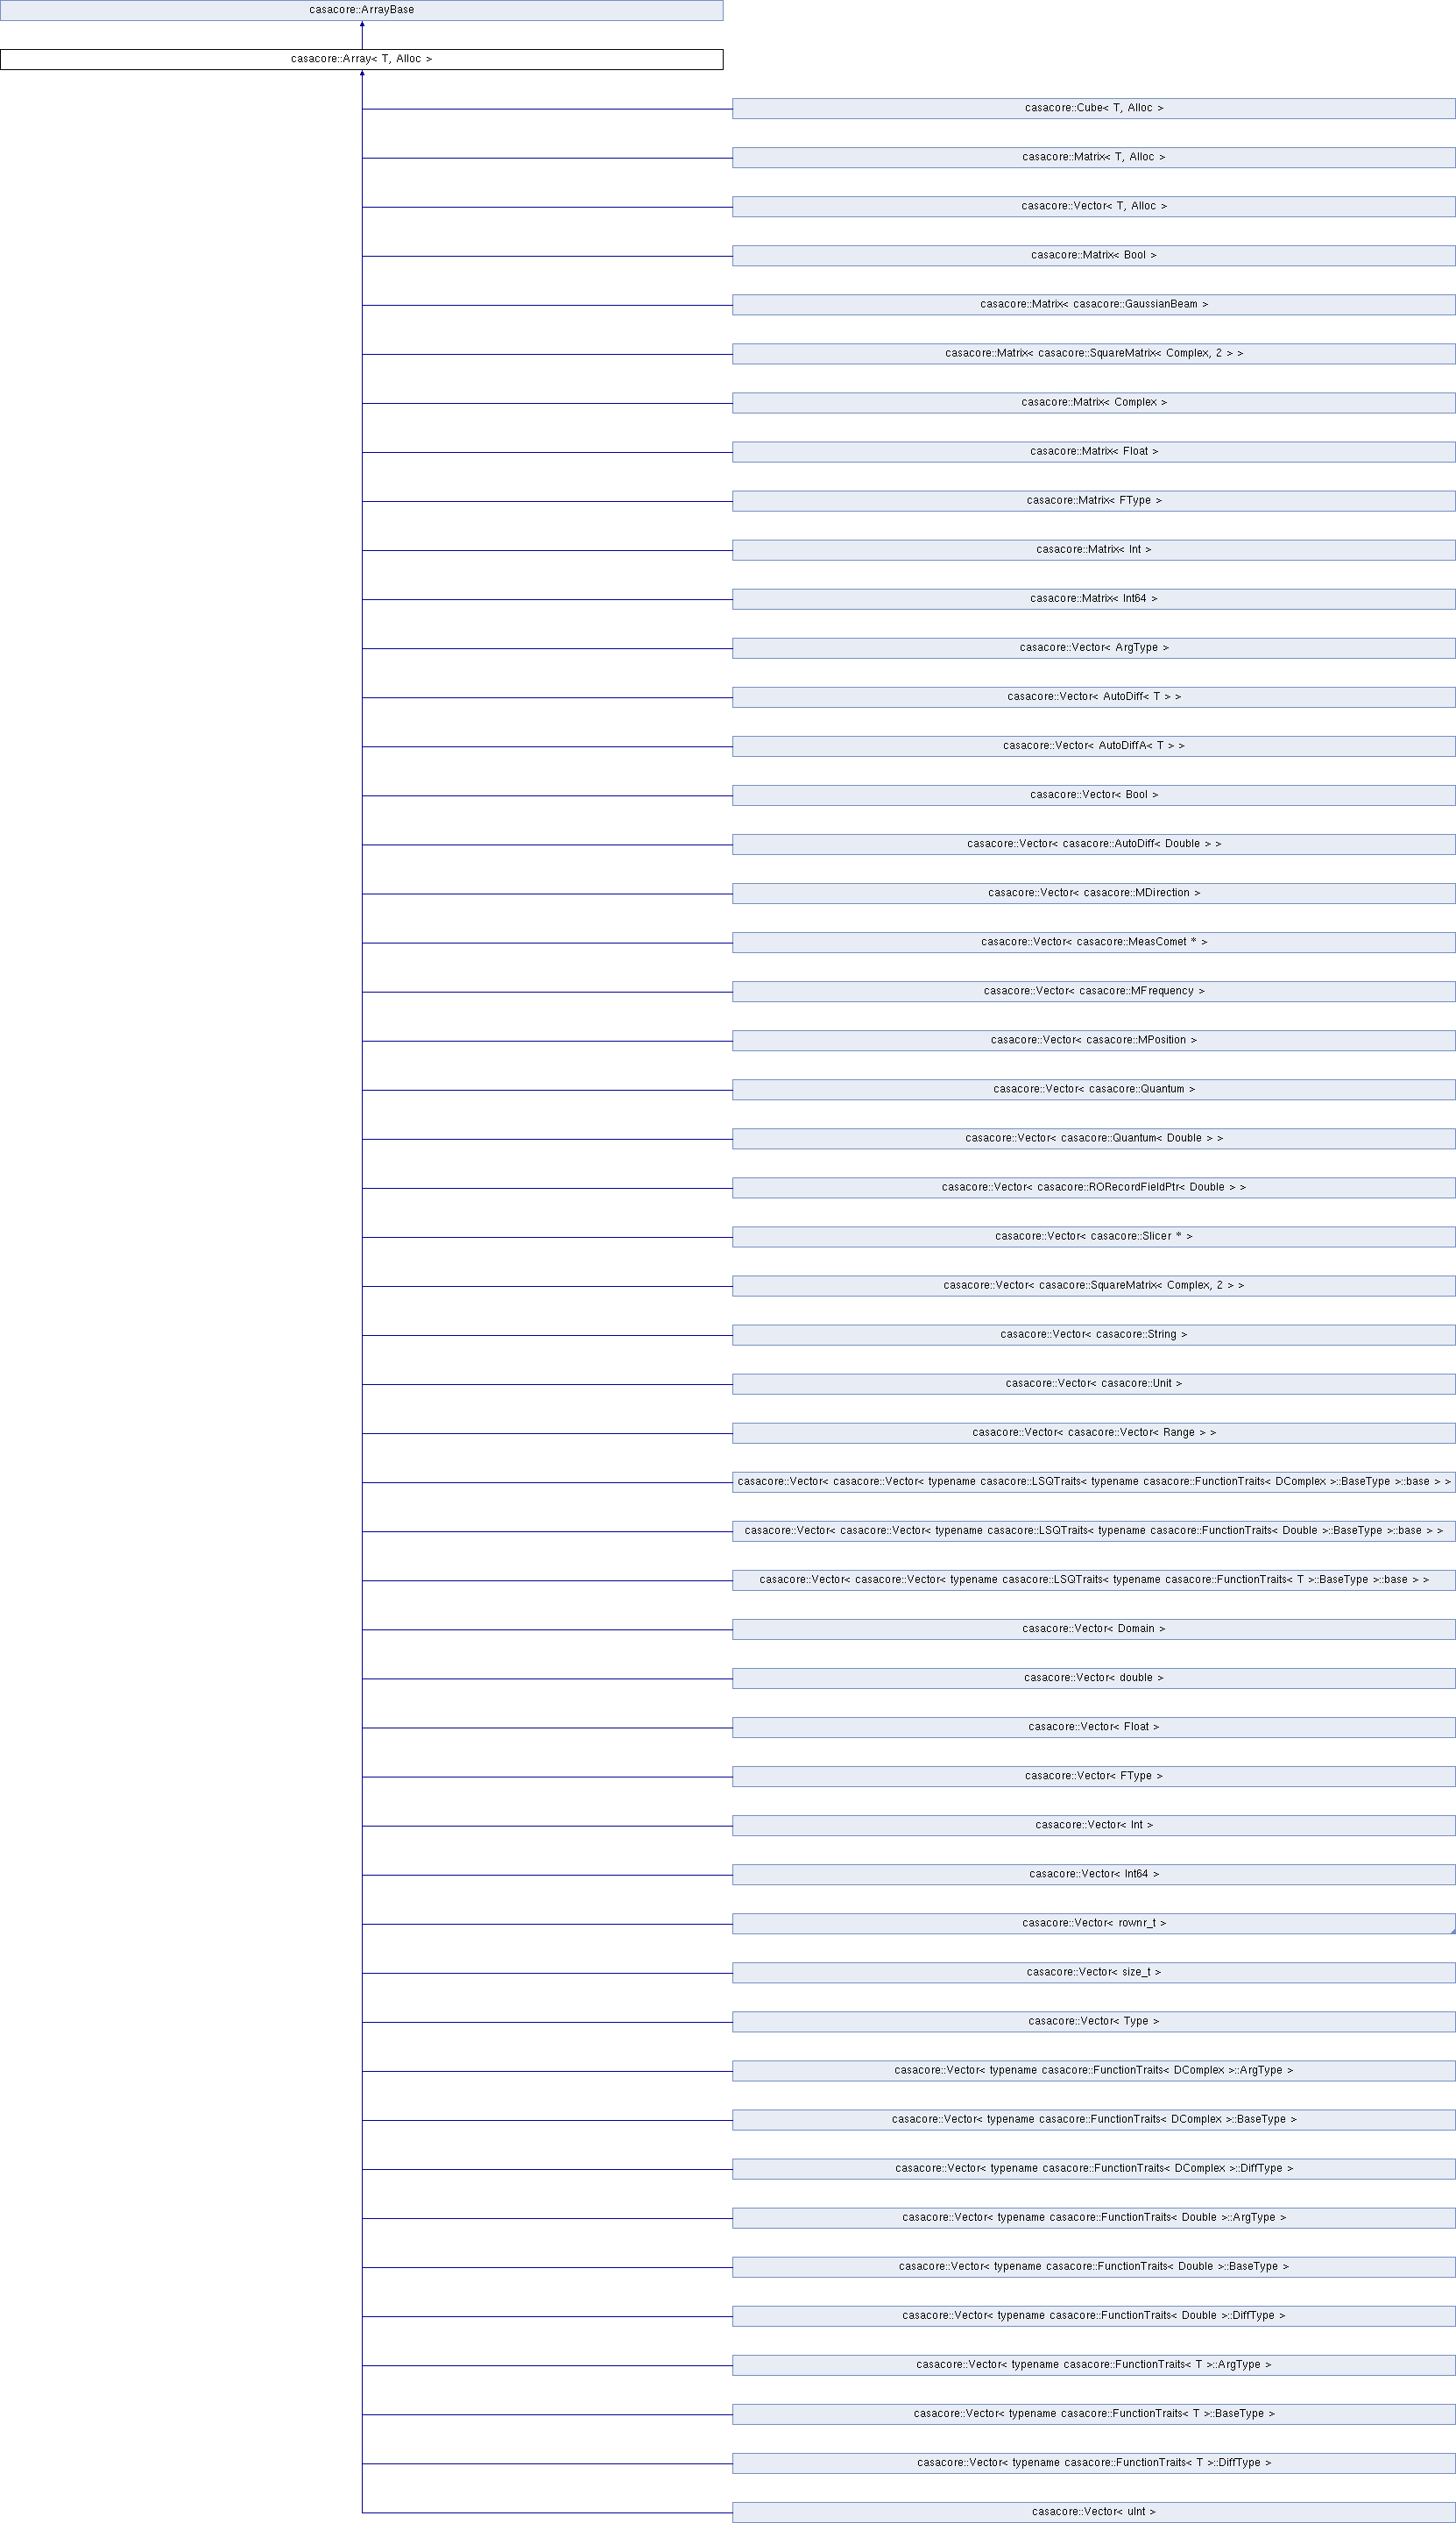 casacore::ArrayBase
casacore::Array< T, Alloc >
casacore::Cube< T, Alloc >
casacore::Matrix< T, Alloc >
casacore::Vector< T, Alloc >
casacore::Matrix< Bool >
casacore::Matrix< casacore::GaussianBeam >
casacore::Matrix< casacore::SquareMatrix< Complex, 2 > >
casacore::Matrix< Complex >
casacore::Matrix< Float >
casacore::Matrix< FType >
casacore::Matrix< Int >
casacore::Matrix< Int64 >
casacore::Vector< ArgType >
casacore::Vector< AutoDiff< T > >
casacore::Vector< AutoDiffA< T > >
casacore::Vector< Bool >
casacore::Vector< casacore::AutoDiff< Double > >
casacore::Vector< casacore::MDirection >
casacore::Vector< casacore::MeasComet * >
casacore::Vector< casacore::MFrequency >
casacore::Vector< casacore::MPosition >
casacore::Vector< casacore::Quantum >
casacore::Vector< casacore::Quantum< Double > >
casacore::Vector< casacore::RORecordFieldPtr< Double > >
casacore::Vector< casacore::Slicer * >
casacore::Vector< casacore::SquareMatrix< Complex, 2 > >
casacore::Vector< casacore::String >
casacore::Vector< casacore::Unit >
casacore::Vector< casacore::Vector< Range > >
casacore::Vector< casacore::Vector< typename casacore::LSQTraits< typename casacore::FunctionTraits< DComplex >::BaseType >::base > >
casacore::Vector< casacore::Vector< typename casacore::LSQTraits< typename casacore::FunctionTraits< Double >::BaseType >::base > >
casacore::Vector< casacore::Vector< typename casacore::LSQTraits< typename casacore::FunctionTraits< T >::BaseType >::base > >
casacore::Vector< Domain >
casacore::Vector< double >
casacore::Vector< Float >
casacore::Vector< FType >
casacore::Vector< Int >
casacore::Vector< Int64 >
casacore::Vector< rownr_t >
casacore::Vector< size_t >
casacore::Vector< Type >
casacore::Vector< typename casacore::FunctionTraits< DComplex >::ArgType >
casacore::Vector< typename casacore::FunctionTraits< DComplex >::BaseType >
casacore::Vector< typename casacore::FunctionTraits< DComplex >::DiffType >
casacore::Vector< typename casacore::FunctionTraits< Double >::ArgType >
casacore::Vector< typename casacore::FunctionTraits< Double >::BaseType >
casacore::Vector< typename casacore::FunctionTraits< Double >::DiffType >
casacore::Vector< typename casacore::FunctionTraits< T >::ArgType >
casacore::Vector< typename casacore::FunctionTraits< T >::BaseType >
casacore::Vector< typename casacore::FunctionTraits< T >::DiffType >
casacore::Vector< uInt >